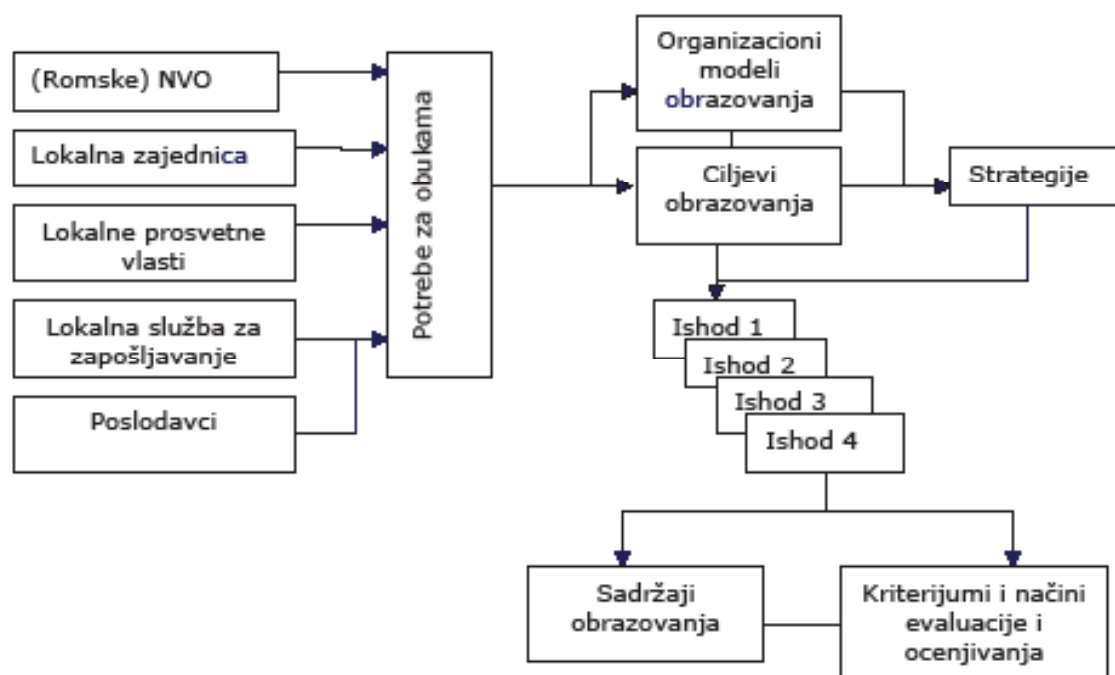 (Romske) NVO
Lokalna zajednica
Lokalne prosvetne
vlasti
Lokalna služba za
zapošljavanje
Poslodavci
Potrebe za obukama
Organizacioni
modeli
obrazovanja
Ciljevi
obrazovanja
Strategije
Ishod 1
Ishod 2
Ishod 3
Ishod 4
Sadržaji
obrazovanja
Kriterijumi i načini
evaluacije i
ocenjivanja